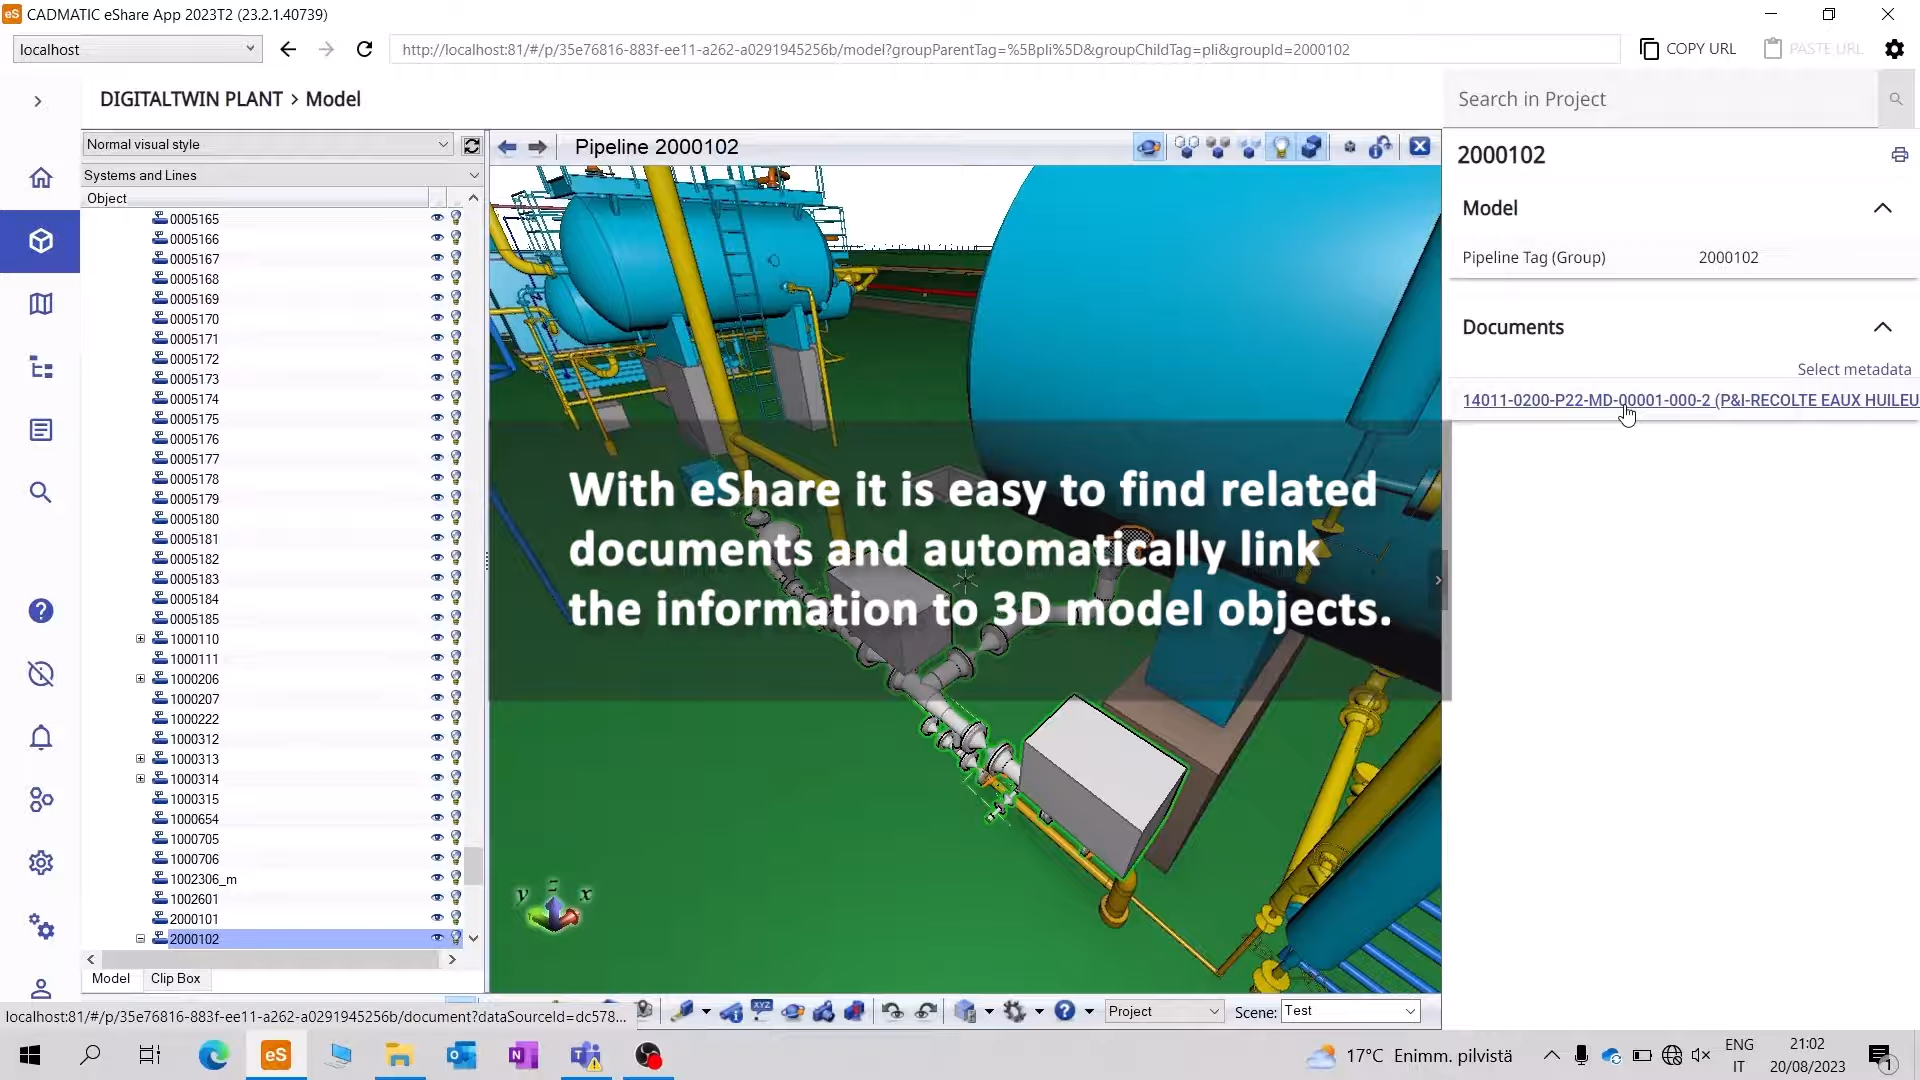 eS CADMATIC eShare App 2023T2 (23.2.1.40739)
localhost
http://localhost:81/#/p/35e76816-883f-ee11-a262-a0291945256b/model?groupParentTag=%5Bpli%5D&groupChildTag=pli&groupId=2000102
COPY URL
PASTE URL
DIGITALTWIN PLANT > Model
Search in Project
Normal visual style
Systems and Lines
Object
0005165
0005166
0005167
0005168
0005169
0005170
0005171
0005172
0005173
0005174
0005175
0005176
0005177
0005178
0005179
0005180
0005181
0005182
0005183
0005184
0005185
1000110
1000111
1000206
1000207
1000222
1000312
1000313
1000314
1000315
1000654
1000705
1000706
1002306_m
1002601
2000101
2000102
Model
Clip Box
Pipeline 2000102
With eShare it is easy to find related
documents and automatically link
the information to 3D model objects.
y z x
2000102
Model
Pipeline Tag (Group) 2000102
Documents
Select metadata
14011-0200-P22-MD-00001-000-2 (P&I-RECOLTE EAUX HUILEU
XYZ
Project
Scene: Test
localhost:81/#/p/35e76816-883f-ee11-a262-a0291945256b/document?dataSourceId=dc578...
eS
17°C Enimm. pilvistä
ENG
IT
21:02
20/08/2023
1